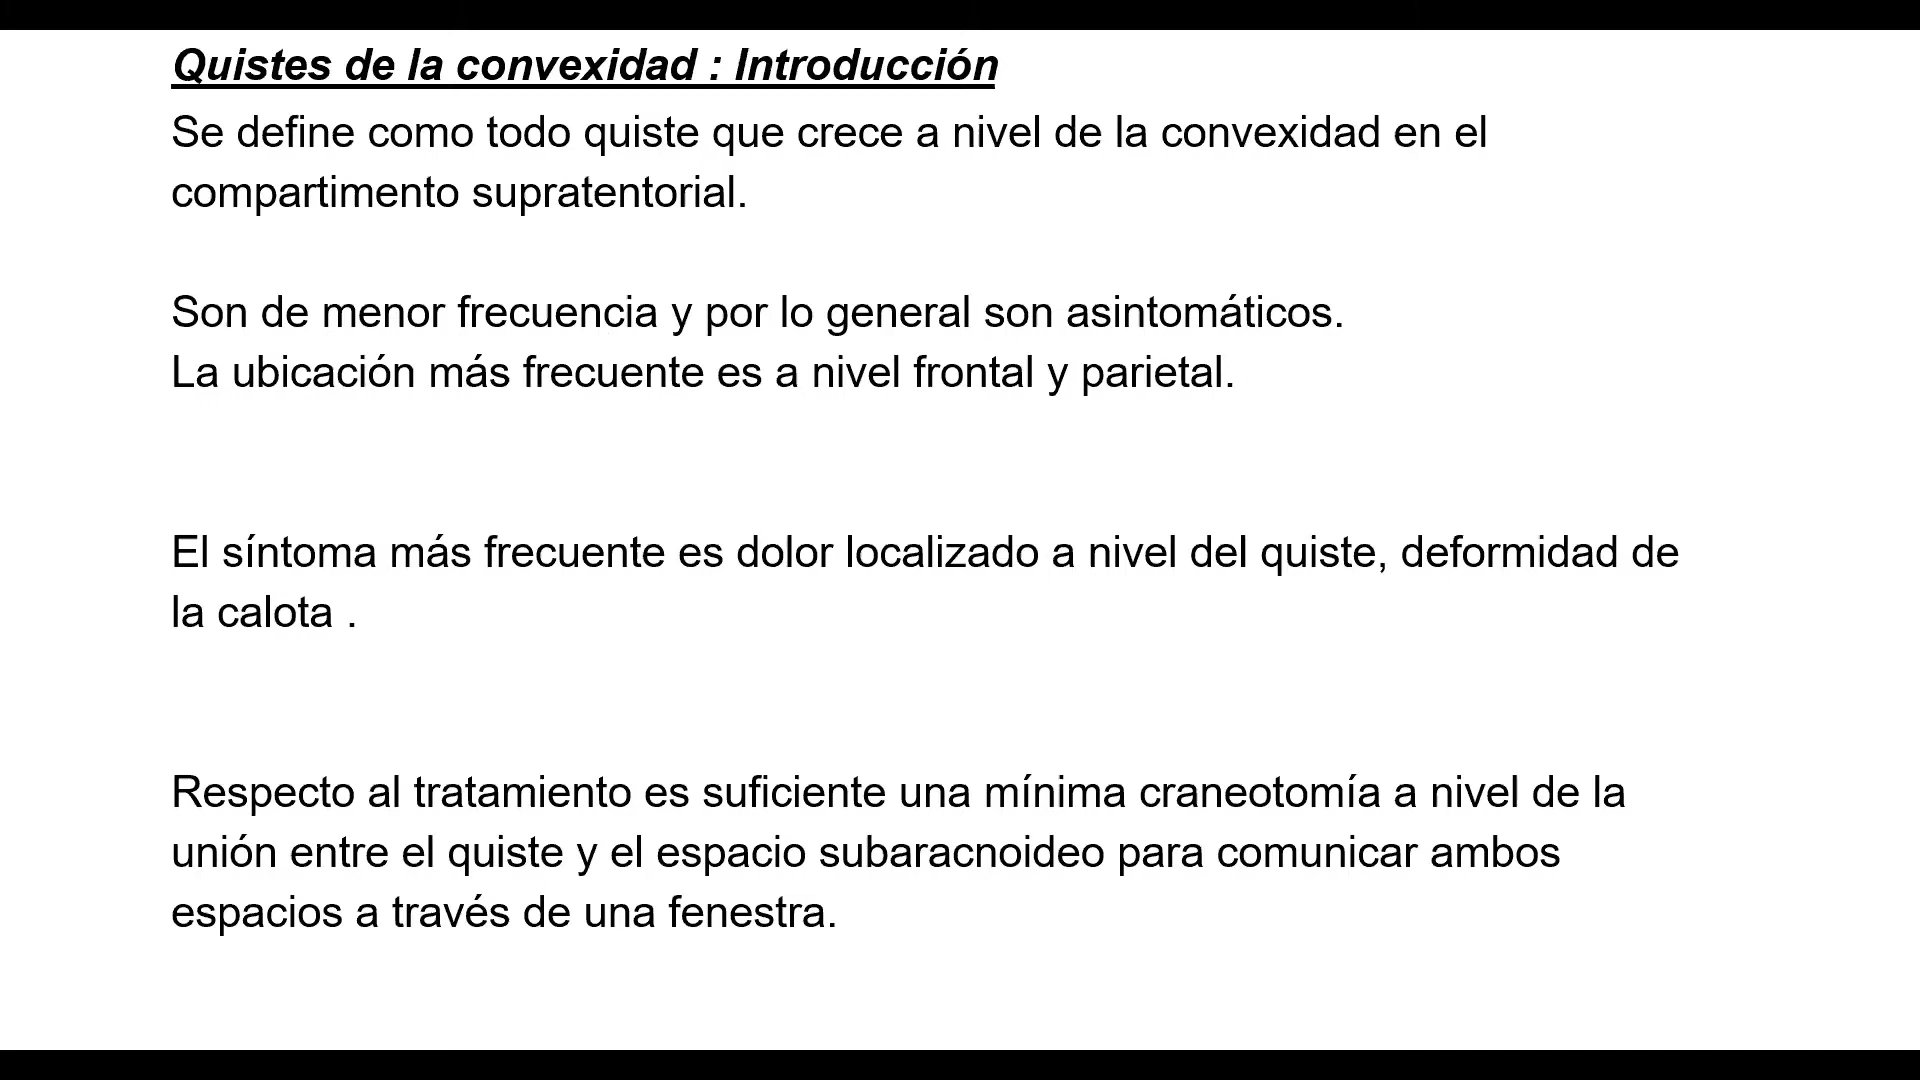 Quistes de la convexidad : Introducción
Se define como todo quiste que crece a nivel de la convexidad en el
compartimento supratentorial.
Son de menor frecuencia y por lo general son asintomáticos.
La ubicación más frecuente es a nivel frontal y parietal.
El síntoma más frecuente es dolor localizado a nivel del quiste, deformidad de
la calota .
Respecto al tratamiento es suficiente una mínima craneotomía a nivel de la
unión entre el quiste y el espacio subaracnoideo para comunicar ambos
espacios a través de una fenestra.